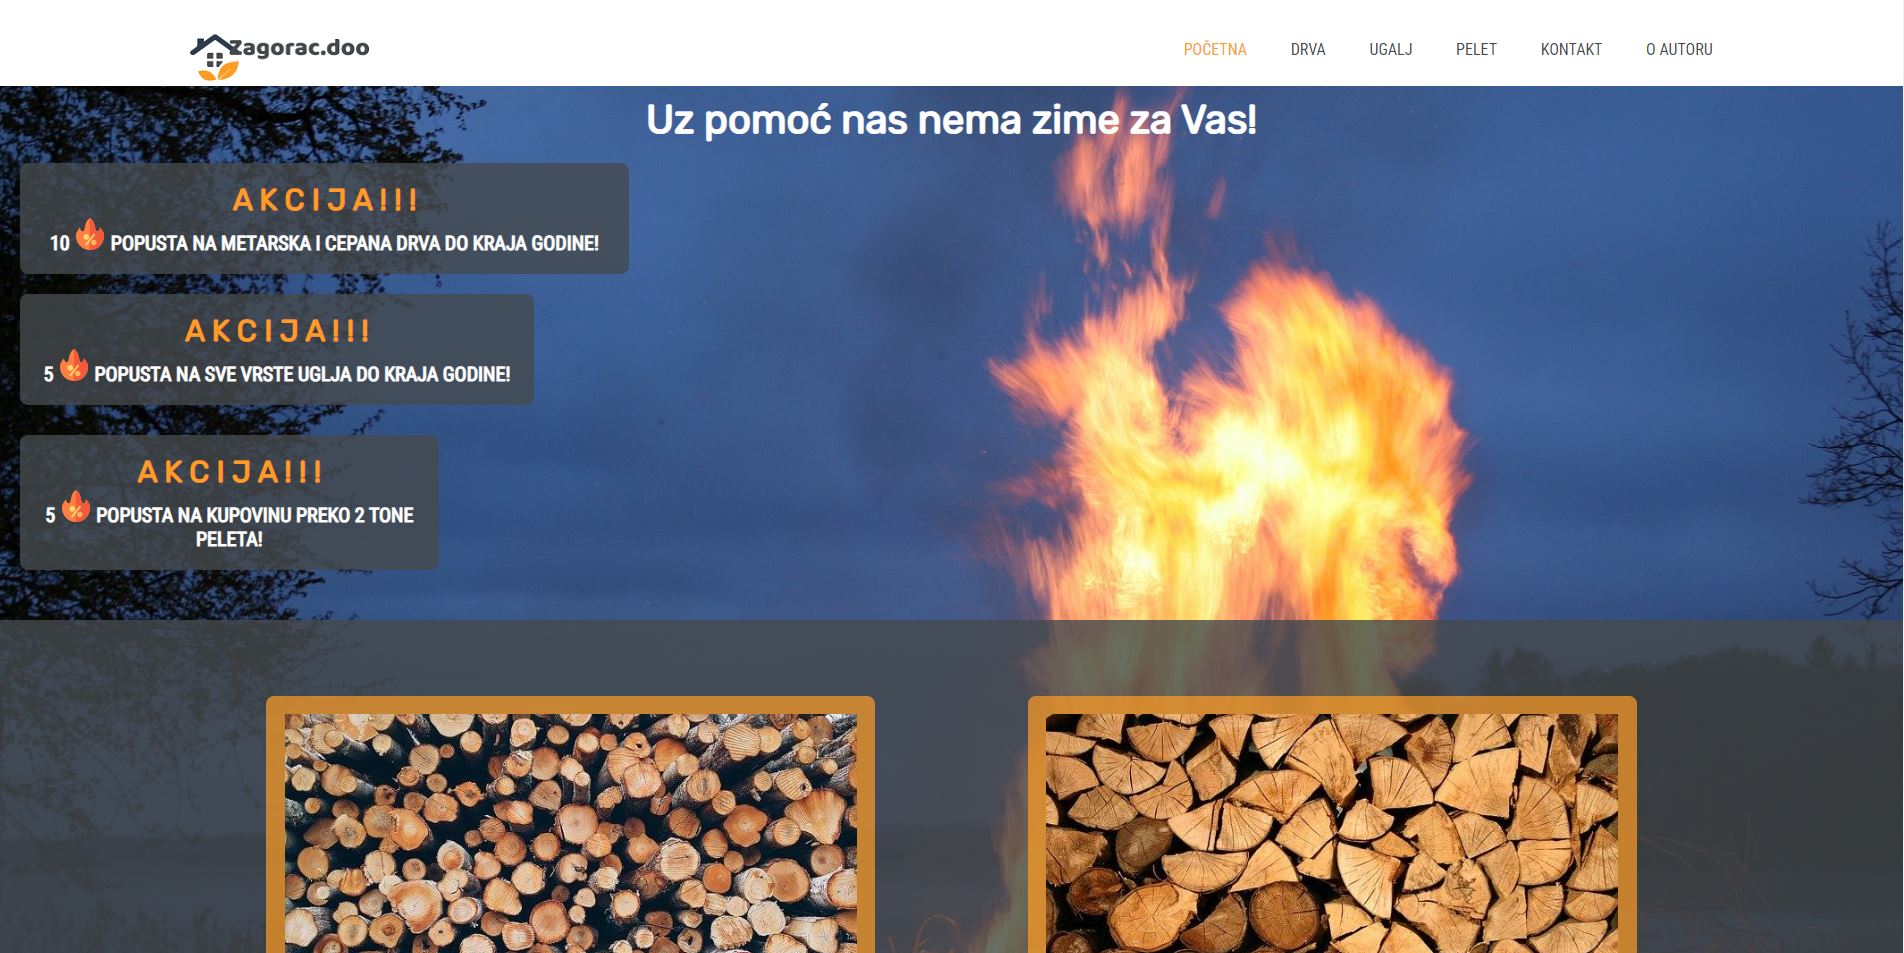 zagorac.doo
POČETNA DRVA UGALJ PELET KONTAKT O AUTORU
Uz pomoć nas nema zime za Vas!
AKCIJA!!!
10 % POPUSTA NA METARSKA I CEPANA DRVA DO KRAJA GODINE!
AKCIJA!!!
5 % POPUSTA NA SVE VRSTE UGLJA DO KRAJA GODINE!
AKCIJA!!!
5 % POPUSTA NA KUPOVINU PREKO 2 TONE
PELETA!